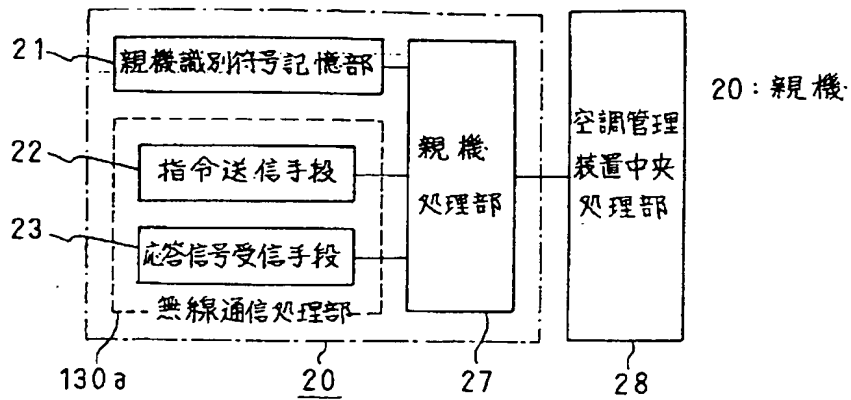 21
親機識別符号記憶部
22
指令送信手段
23
応答信号受信手段
無線通信処理部
親機
処理部
空調管理
装置中央
処理部
20：親機
130a
20
27
28